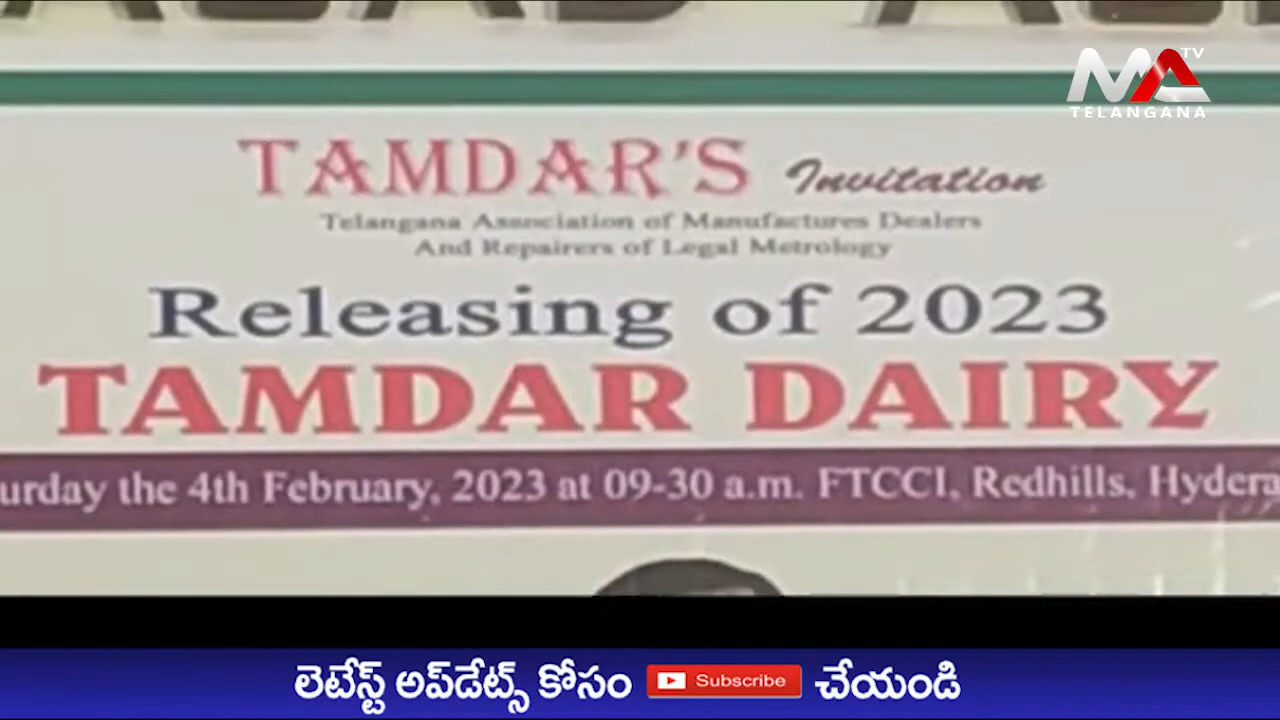 MA TV
TELANGANA
TAMDAR'S Invitation
Telangana Association of Manufactures Dealers
And Repairers of Legal Metrology
Releasing of 2023
TAMDAR DAIRY
urday the 4th February, 2023 at 09-30 a.m. FTCCI, Redhills, Hydera
లెటేస్ట్ అప్‌డేట్స్ కోసం Subscribe చేయండి